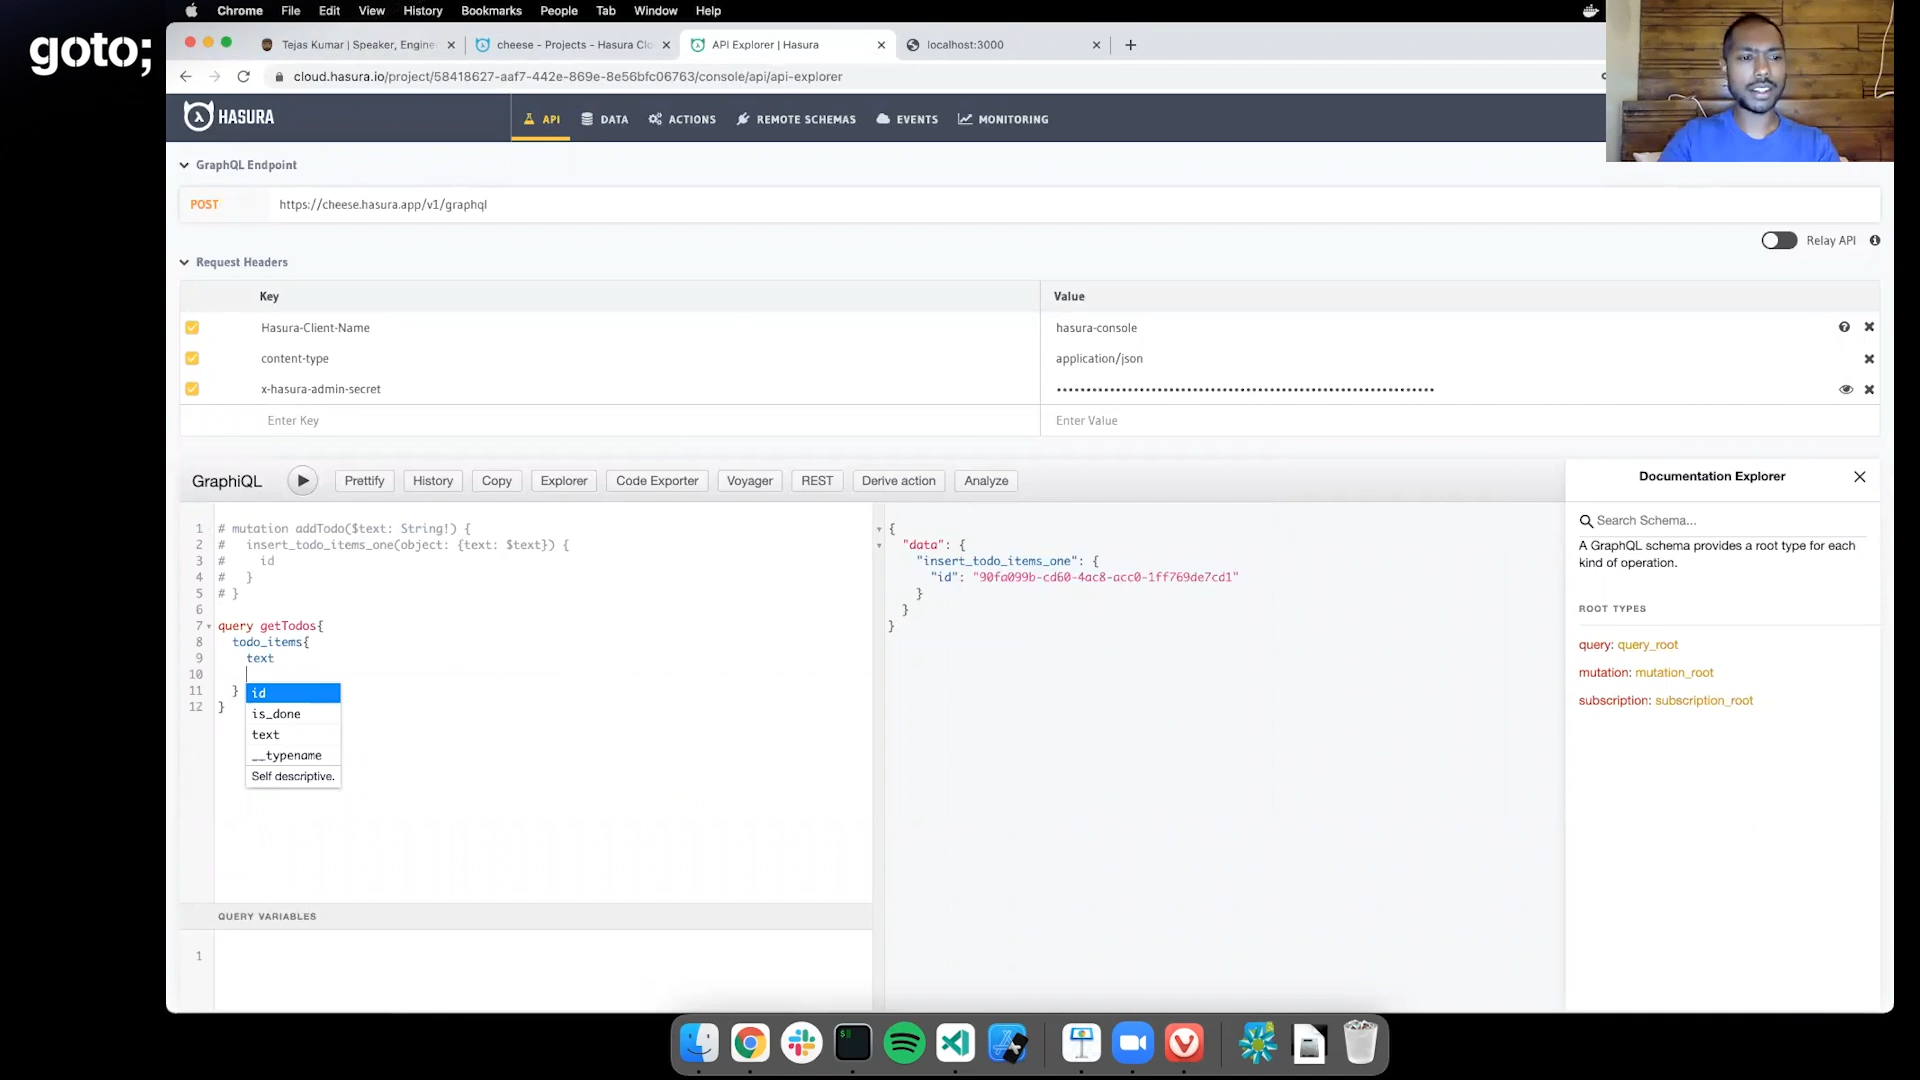 goto;
Chrome File Edit View History Bookmarks People Tab Window Help
Tejas Kumar | Speaker, Engine
cheese - Projects - Hasura Clo
API Explorer | Hasura
localhost:3000
cloud.hasura.io/project/58418627-aaf7-442e-869e-8e56bfc06763/console/api/api-explorer
HASURA
API
DATA
ACTIONS
REMOTE SCHEMAS
EVENTS
MONITORING
GraphQL Endpoint
POST https://cheese.hasura.app/v1/graphql
Relay API
Request Headers
Key Value
Hasura-Client-Name hasura-console
content-type application/json
x-hasura-admin-secret ••••••••••••••••••••••••••••••••••••••••••••••••••••••••••••••••
Enter Key Enter Value
GraphiQL
Prettify
History
Copy
Explorer
Code Exporter
Voyager
REST
Derive action
Analyze
1 # mutation addTodo($text: String!) {
2 #   insert_todo_items_one(object: {text: $text}) {
3 #     id
4 #   }
5 # }
6
7 query getTodos{
8   todo_items{
9     text
10
11   }
12 }
id
is_done
text
__typename
Self descriptive.
{
"data": {
"insert_todo_items_one": {
"id": "90fa099b-cd60-4ac8-acc0-1ff769de7cd1"
}
}
}
Documentation Explorer
Search Schema...
A GraphQL schema provides a root type for each
kind of operation.
ROOT TYPES
query: query_root
mutation: mutation_root
subscription: subscription_root
QUERY VARIABLES
1